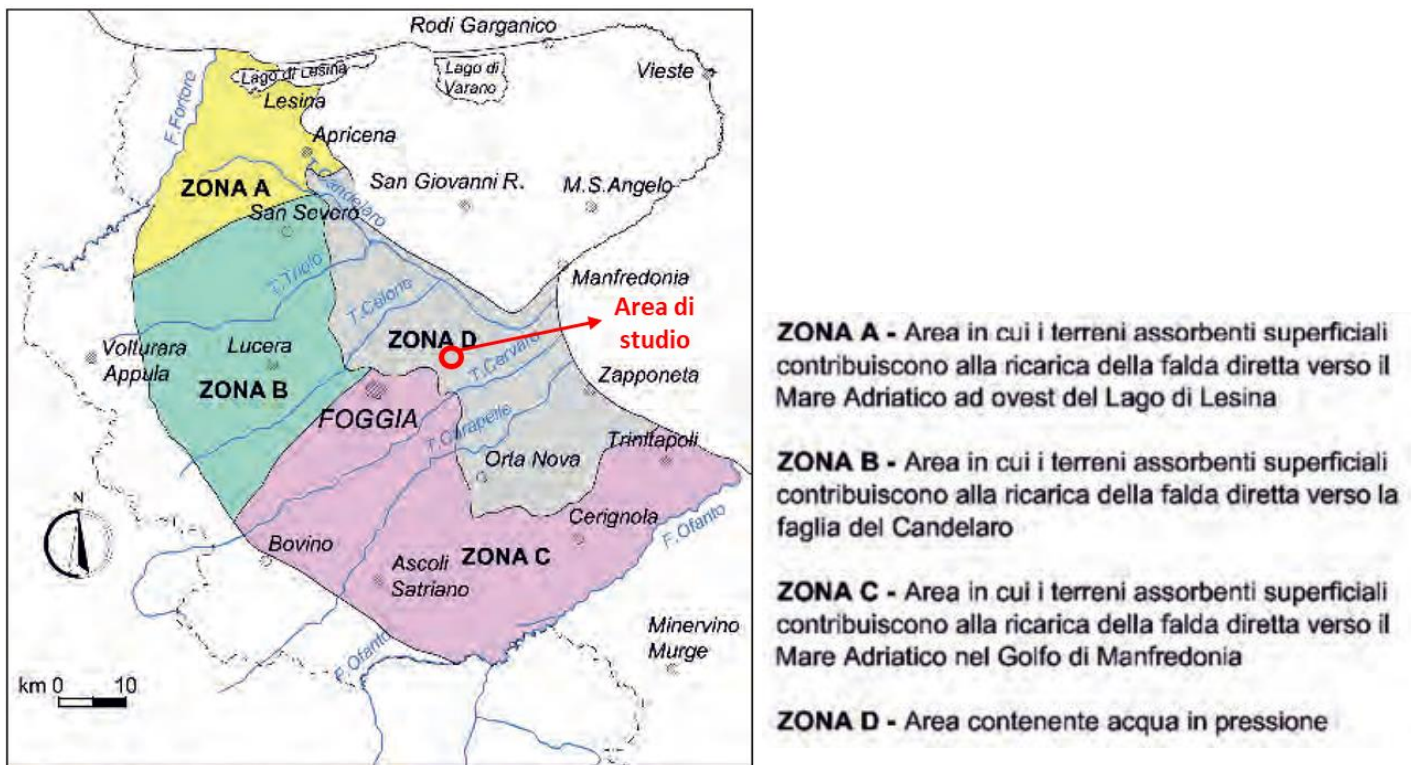 Rodi Garganico
Lago di Lesina
Lago di
Varano
Vieste
Lesina
F.Fortore
Apricena
T.Candelaro
ZONA A
San Giovanni R.
M.S.Angelo
San Severo
T.Triolo
Manfredonia
T.Celone
Area di
studio
ZONA D
Volturara
Appula
Lucera
T.Cervaro
Zapponeta
ZONA B
FOGGIA
T.Carapelle
Trinitapoli
Orta Nova
N
Cerignola
F.Ofanto
Bovino
ZONA C
Ascoli
Satriano
Minervino
Murge
F.Ofanto
km 0 10
ZONA A - Area in cui i terreni assorbenti superficiali
contribuiscono alla ricarica della falda diretta verso il
Mare Adriatico ad ovest del Lago di Lesina
ZONA B - Area in cui i terreni assorbenti superficiali
contribuiscono alla ricarica della falda diretta verso la
faglia del Candelaro
ZONA C - Area in cui i terreni assorbenti superficiali
contribuiscono alla ricarica della falda diretta verso il
Mare Adriatico nel Golfo di Manfredonia
ZONA D - Area contenente acqua in pressione